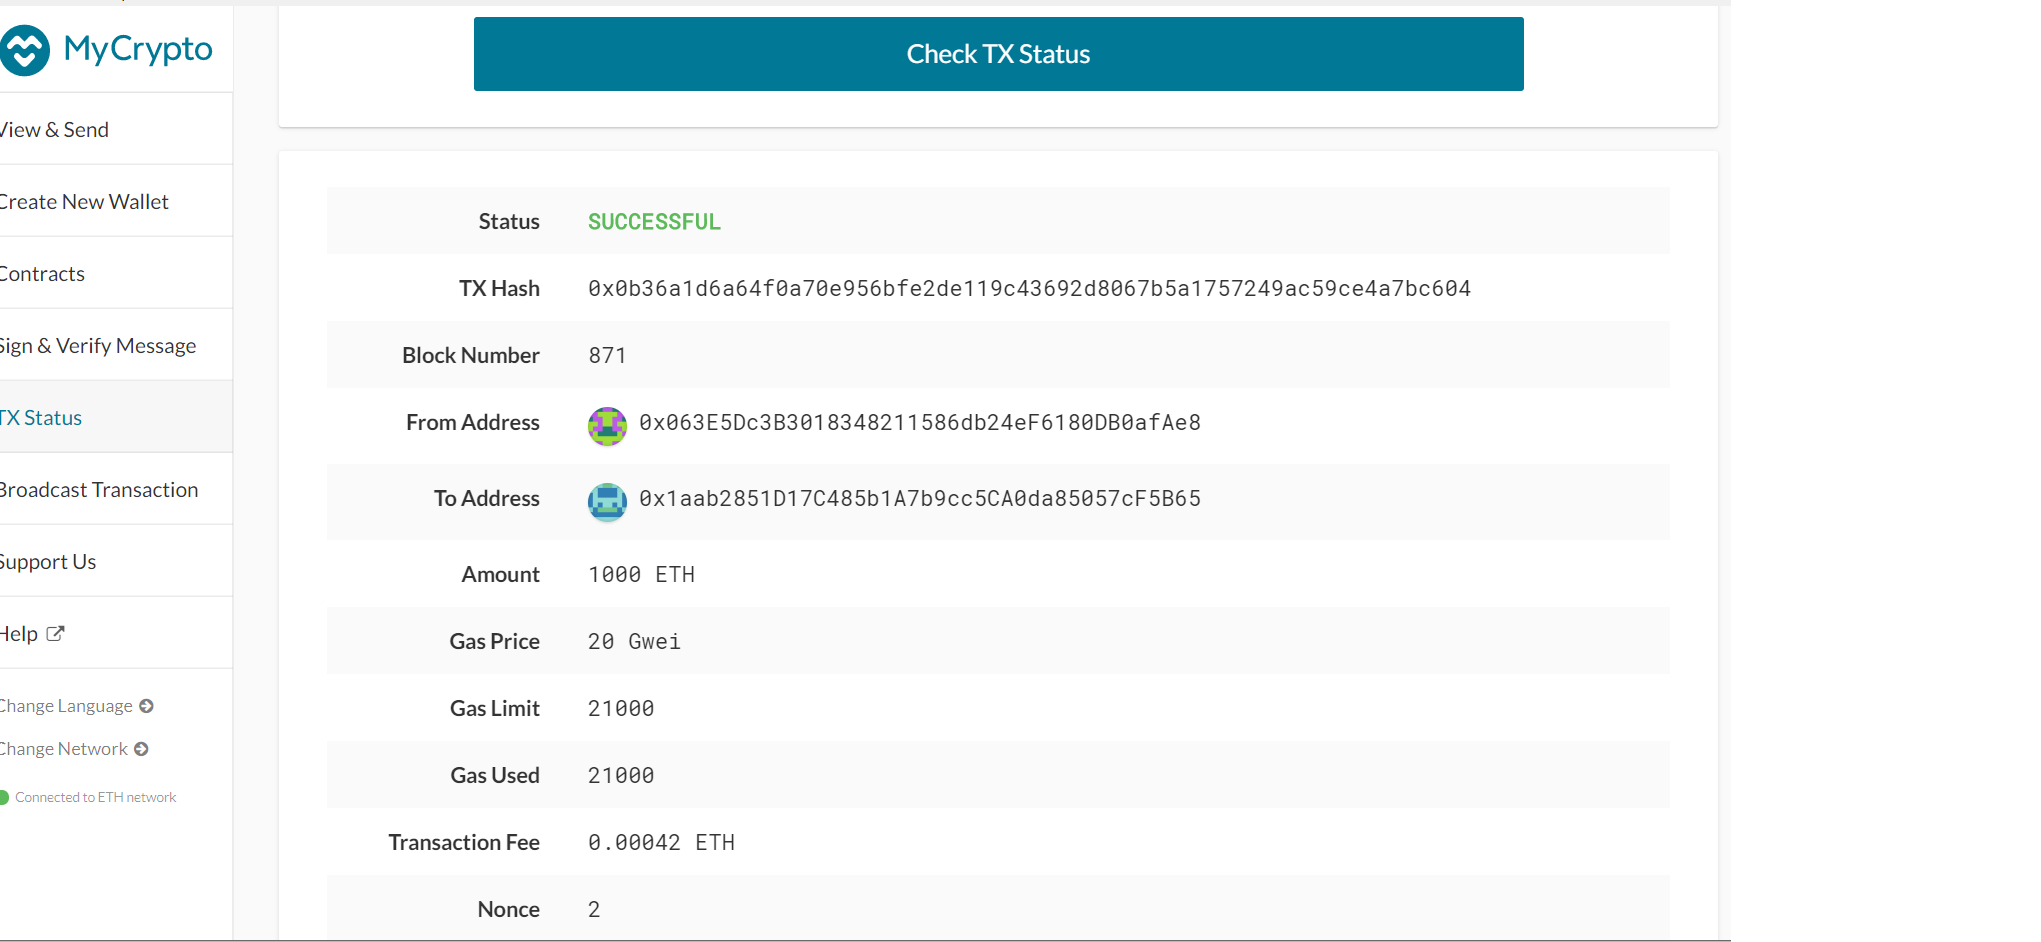 MyCrypto
View & Send
Create New Wallet
Contracts
Sign & Verify Message
TX Status
Broadcast Transaction
Support Us
Help
Change Language
Change Network
Connected to ETH network
Check TX Status
Status SUCCESSFUL
TX Hash 0x0b36a1d6a64f0a70e956bfe2de119c43692d8067b5a1757249ac59ce4a7bc604
Block Number 871
From Address 0x063E5Dc3B3018348211586db24eF6180DB0afAe8
To Address 0x1aab2851D17C485b1A7b9cc5CA0da85057cF5B65
Amount 1000 ETH
Gas Price 20 Gwei
Gas Limit 21000
Gas Used 21000
Transaction Fee 0.00042 ETH
Nonce 2